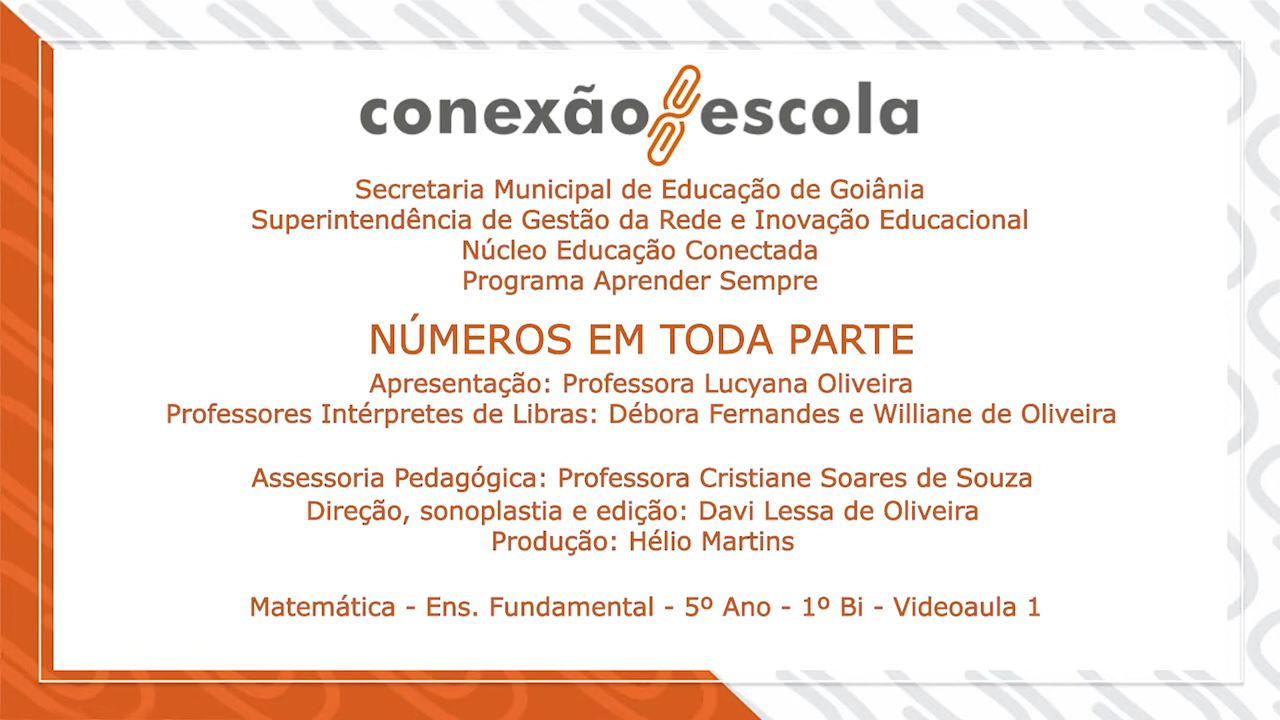 conexão escola
Secretaria Municipal de Educação de Goiânia
Superintendência de Gestão da Rede e Inovação Educacional
Núcleo Educação Conectada
Programa Aprender Sempre
NÚMEROS EM TODA PARTE
Apresentação: Professora Lucyana Oliveira
Professores Intérpretes de Libras: Débora Fernandes e Williane de Oliveira
Assessoria Pedagógica: Professora Cristiane Soares de Souza
Direção, sonoplastia e edição: Davi Lessa de Oliveira
Produção: Hélio Martins
Matemática - Ens. Fundamental - 5º Ano - 1º Bi - Videoaula 1